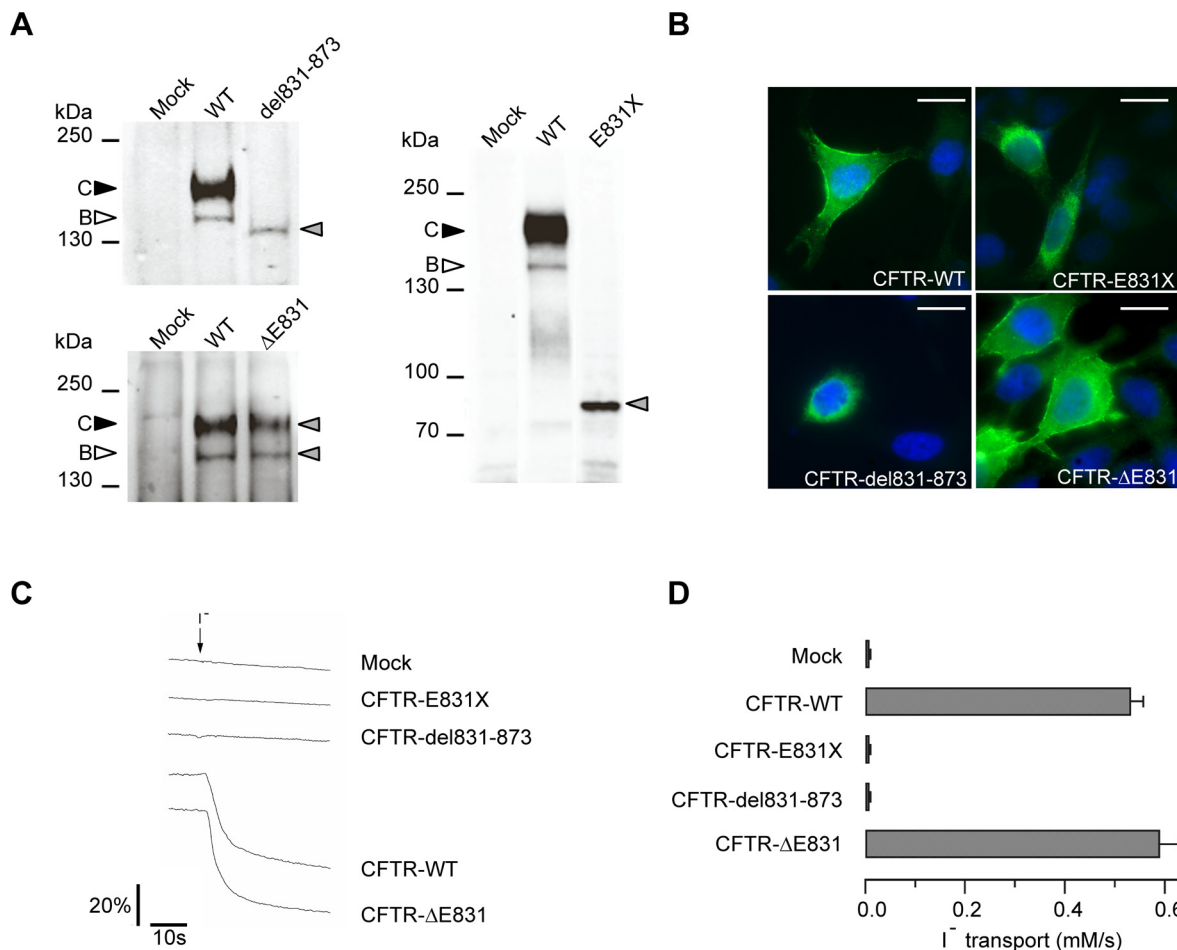 A
B
kDa
Mock
WT
del831-873
250
C
B
130
kDa
Mock
WT
ΔE831
250
C
B
130
kDa
Mock
WT
E831X
250
C
B
130
100
70
CFTR-WT
CFTR-E831X
CFTR-del831-873
CFTR-ΔE831
C
I-
Mock
CFTR-E831X
CFTR-del831-873
CFTR-WT
CFTR-ΔE831
20%
10s
D
Mock
CFTR-WT
CFTR-E831X
CFTR-del831-873
CFTR-ΔE831
0.0 0.2 0.4 0.6
I⁻ transport (mM/s)